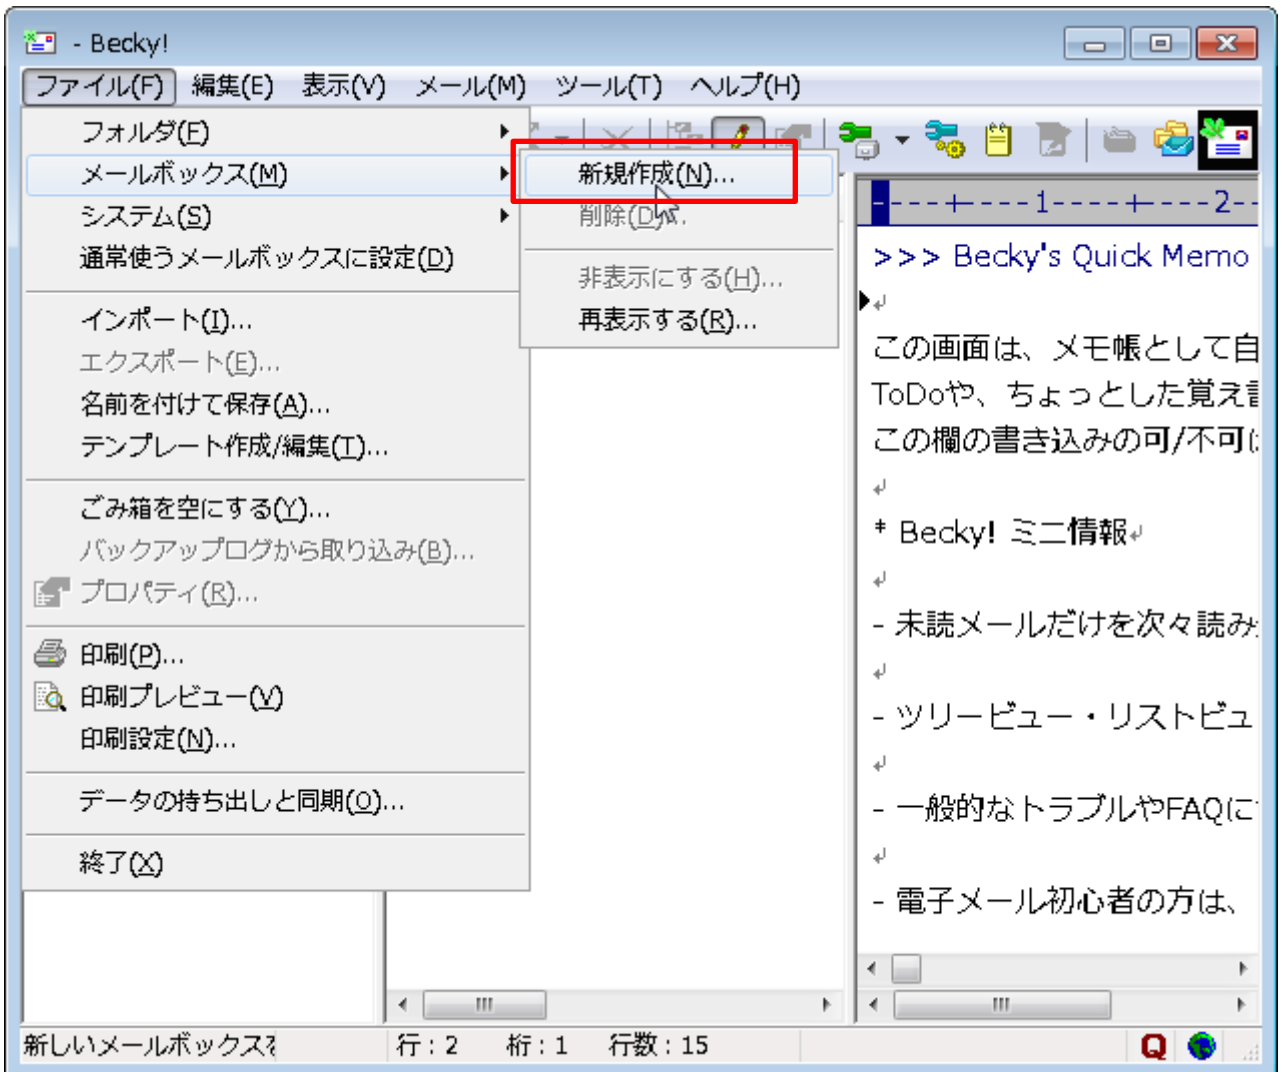 - Becky!
ファイル(F) 編集(E) 表示(V) メール(M) ツール(T) ヘルプ(H)
フォルダ(F)
メールボックス(M)
システム(S)
通常使うメールボックスに設定(D)
インポート(I)...
エクスポート(E)...
名前を付けて保存(A)...
テンプレート作成/編集(T)...
ごみ箱を空にする(Y)...
バックアップログから取り込み(B)...
プロパティ(R)...
印刷(P)...
印刷プレビュー(V)
印刷設定(N)...
データの持ち出しと同期(O)...
終了(X)
新規作成(N)...
削除(D)...
非表示にする(H)...
再表示する(R)...
----+----1----+----2--
>>> Becky's Quick Memo
この画面は、メモ帳として自
ToDoや、ちょっとした覚え書
この欄の書き込みの可/不可は
* Becky! ミニ情報
- 未読メールだけを次々読み
- ツリービュー・リストビュ
- 一般的なトラブルやFAQに
- 電子メール初心者の方は、
新しいメールボックスを 行:2 桁:1 行数:15
Q